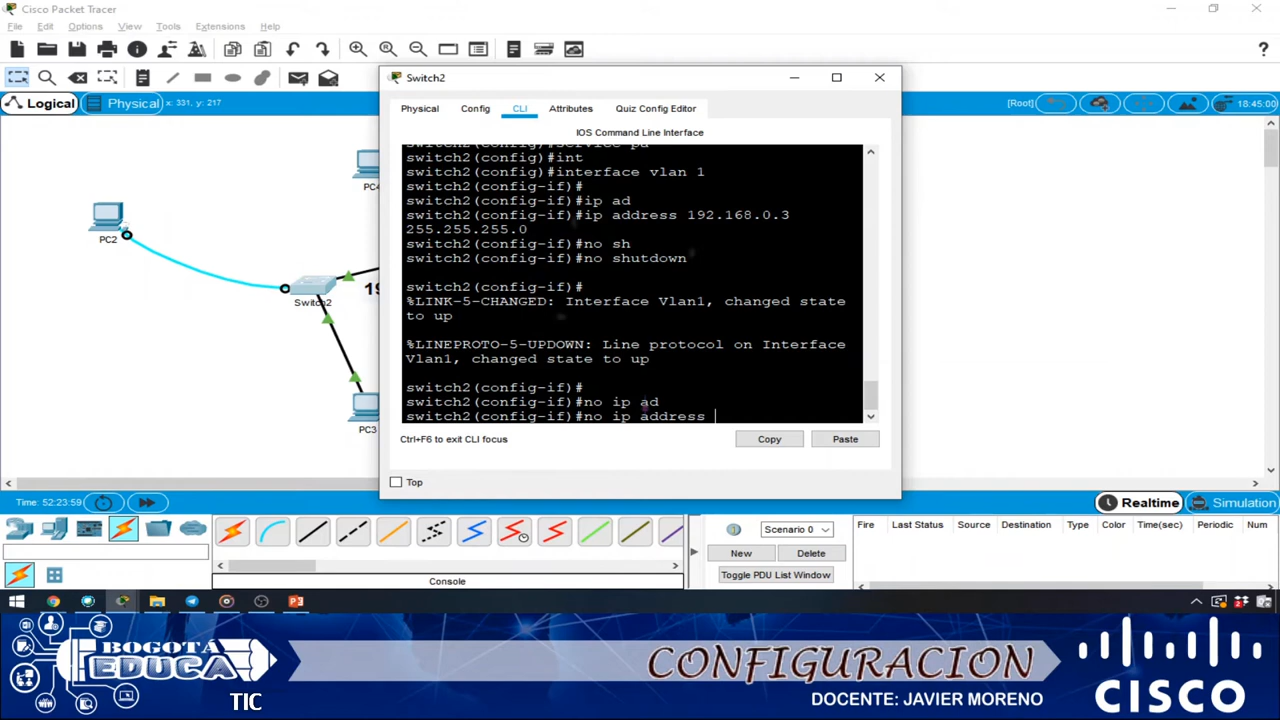 Cisco Packet Tracer
File Edit Options View Tools Extensions Help
Logical Physical x: 331, y: 217 [Root] 18:45:00
Switch2
Physical Config CLI Attributes Quiz Config Editor
IOS Command Line Interface
switch2(config)#service pa
switch2(config)#int
switch2(config)#interface vlan 1
switch2(config-if)#
switch2(config-if)#ip ad
switch2(config-if)#ip address 192.168.0.3
255.255.255.0
switch2(config-if)#no sh
switch2(config-if)#no shutdown
switch2(config-if)#
%LINK-5-CHANGED: Interface Vlan1, changed state
to up
%LINEPROTO-5-UPDOWN: Line protocol on Interface
Vlan1, changed state to up
switch2(config-if)#
switch2(config-if)#no ip ad
switch2(config-if)#no ip address
Ctrl+F6 to exit CLI focus
Copy Paste
Top
PC4
PC2
Switch2
19
PC3
Time: 52:23:59
Realtime Simulation
Scenario 0
New Delete
Toggle PDU List Window
Fire Last Status Source Destination Type Color Time(sec) Periodic Num
Console
BOGOTÁ
EDUCA
TIC
CONFIGURACION
DOCENTE: JAVIER MORENO
CISCO